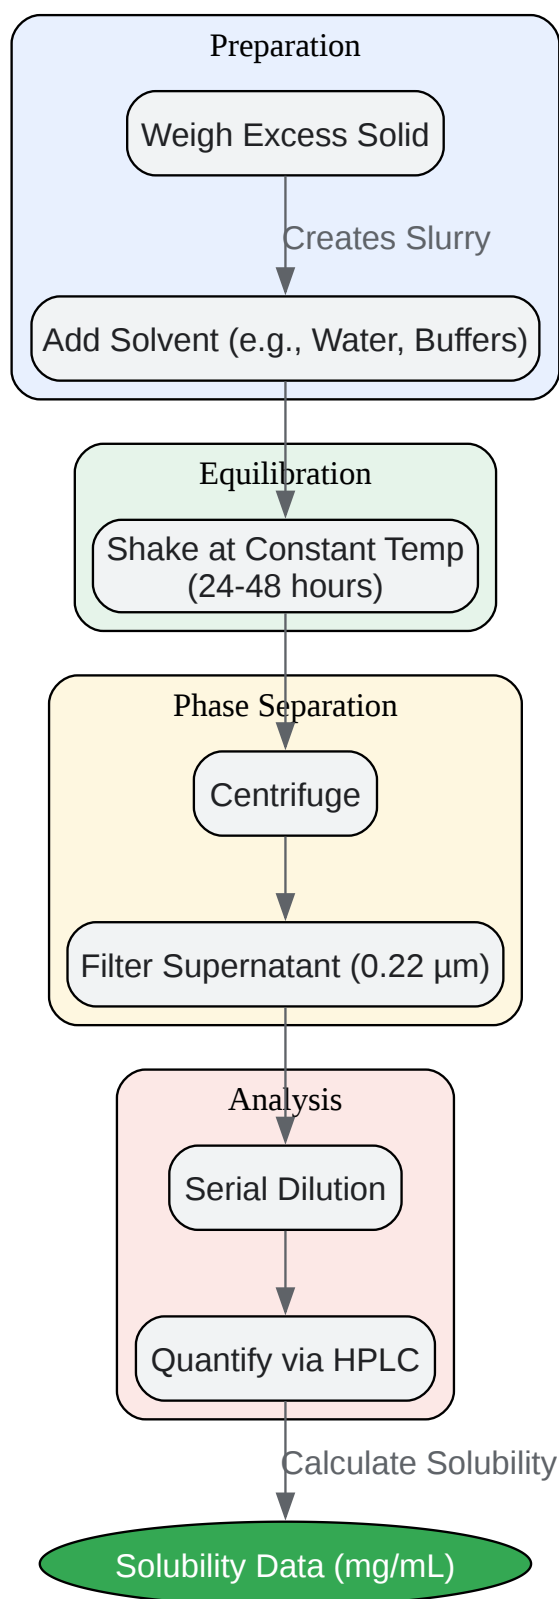 Preparation
Weigh Excess Solid
Creates Slurry
Add Solvent (e.g., Water, Buffers)
Equilibration
Shake at Constant Temp
(24-48 hours)
Phase Separation
Centrifuge
Filter Supernatant (0.22 µm)
Analysis
Serial Dilution
Quantify via HPLC
Calculate Solubility
Solubility Data (mg/mL)